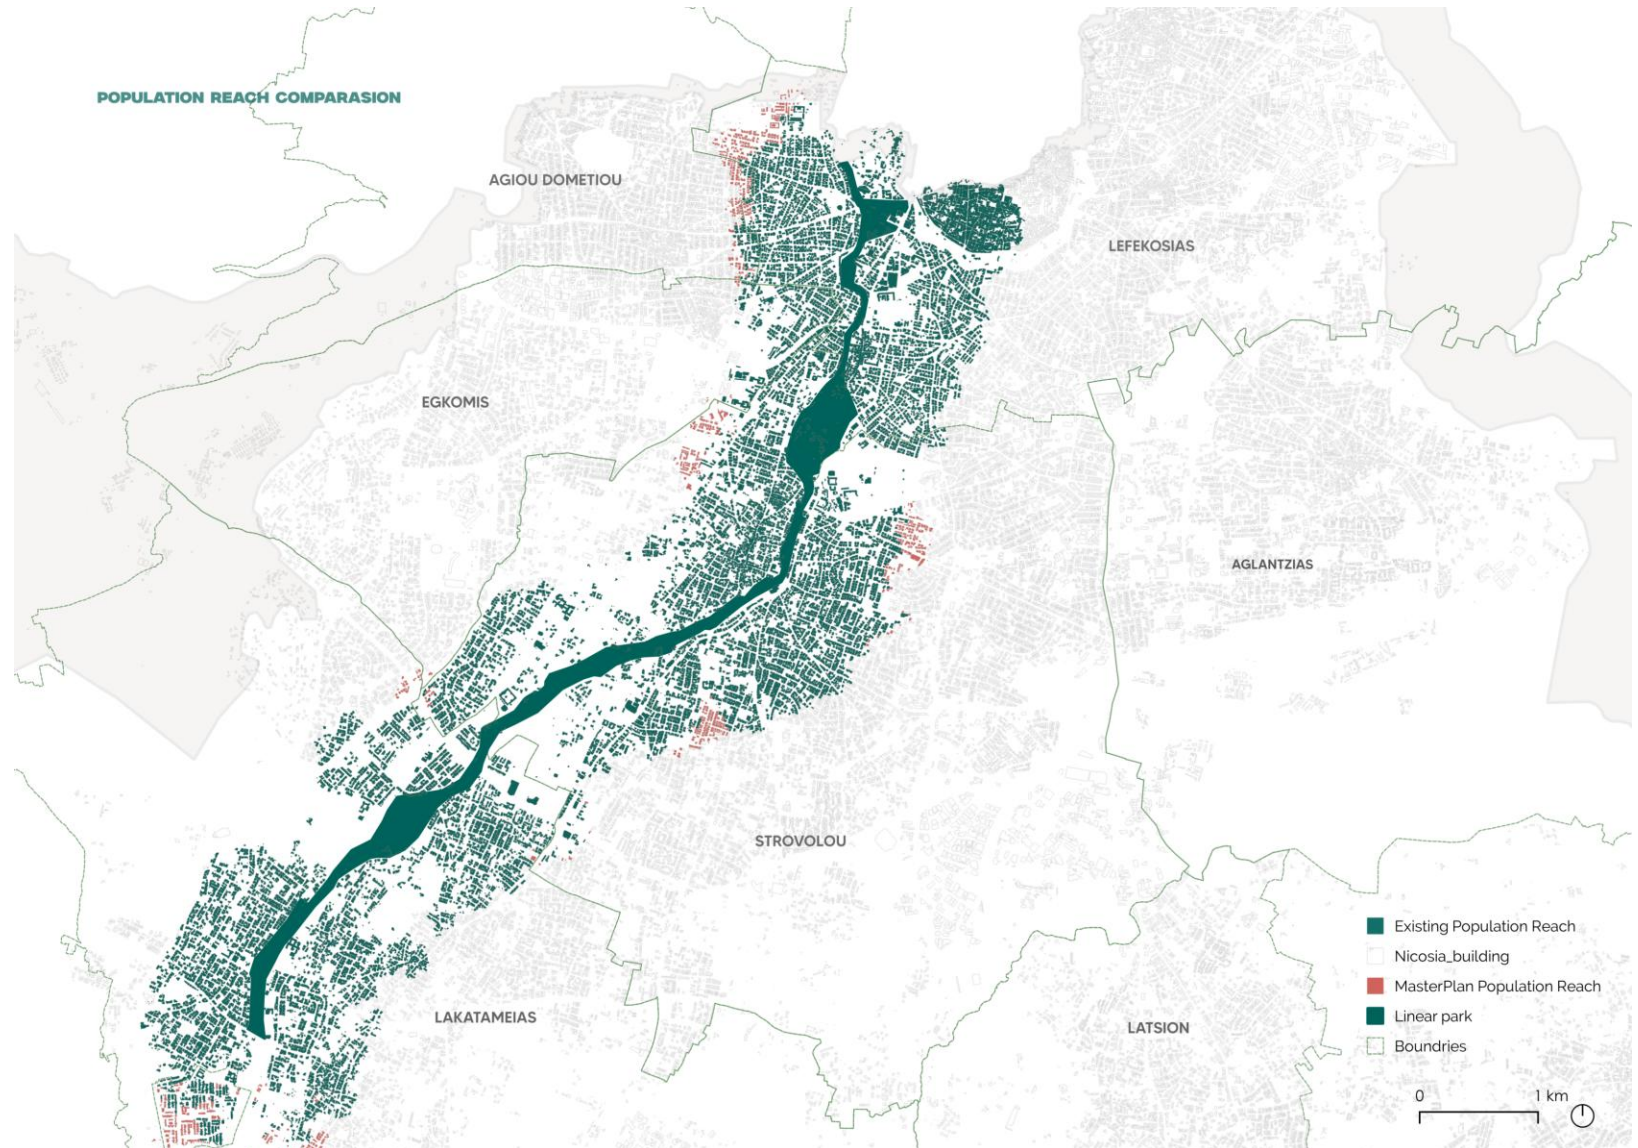 POPULATION REACH COMPARASION
AGIOU DOMETIOU
LEFEKOSIAS
EGKOMIS
AGLANTZIAS
STROVOLOU
LAKATAMEIAS
LATSION
Existing Population Reach
Nicosia_building
MasterPlan Population Reach
Linear park
Boundries
0 1 km